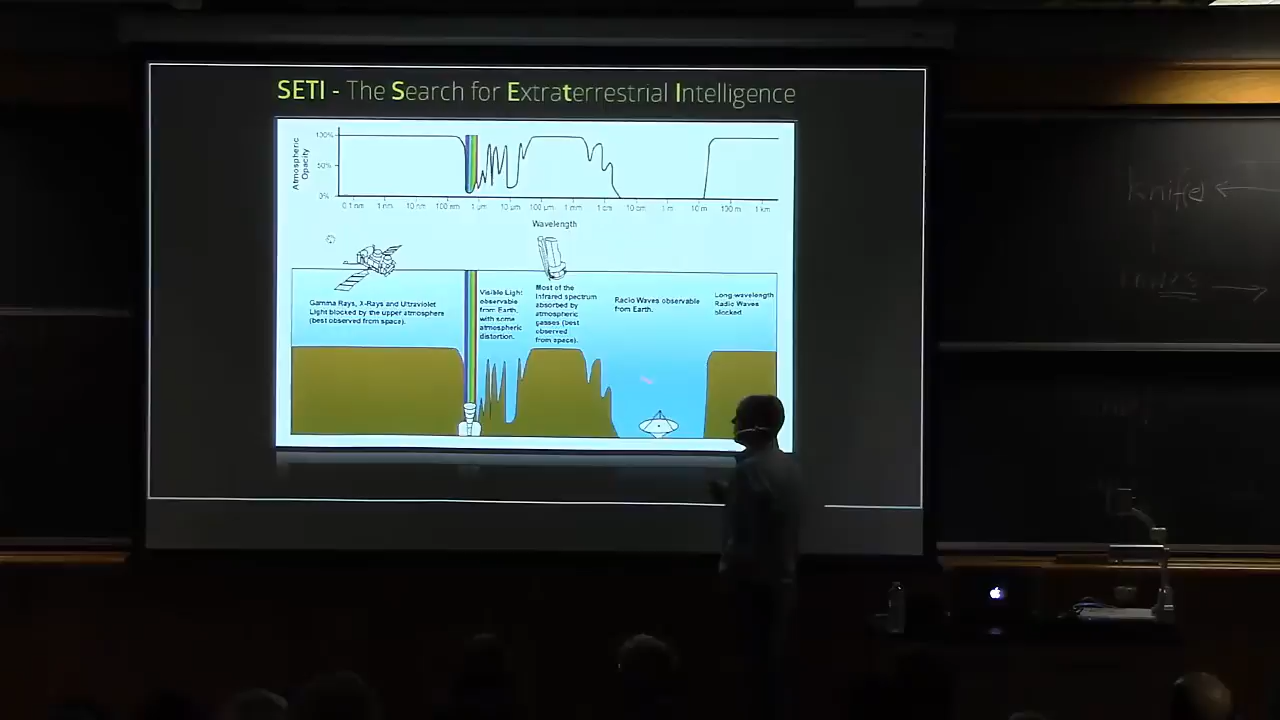 SETI - The Search for Extraterrestrial Intelligence
Atmospheric
Opacity
100%
50%
0%
0.1 nm 1 nm 10 nm 100 nm 1 μm 10 μm 100 μm 1 mm 1 cm 10 cm 1 m 10 m 100 m 1 km
Wavelength
Gamma Rays, X-Rays and Ultraviolet
Light blocked by the upper atmosphere
(best observed from space).
Visible Light
observable
from Earth,
with some
atmospheric
distortion.
Most of the
Infrared spectrum
absorbed by
atmospheric
gasses (best
observed
from space).
Radio Waves observable
from Earth.
Long wavelength
Radio Waves
blocked.
knif(e)